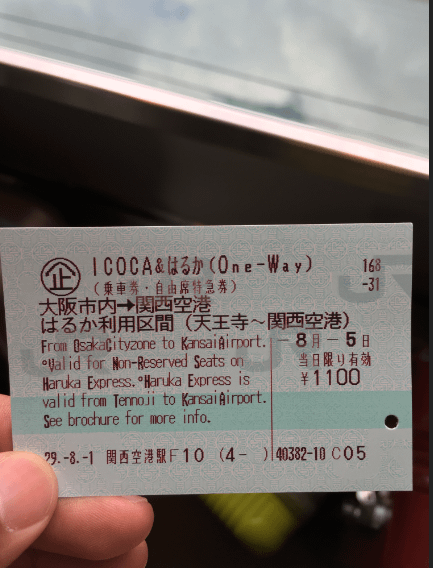 企 ICOCA&はるか(One-Way) 168
(乗車券・自由席特急券) -31
大阪市内→関西空港
はるか利用区間 (天王寺~関西空港)
From OsakaCityzone to KansaiAirport. -8月-5日
°Valid for Non-Reserved Seats on 当日限り有効
Haruka Express.°Haruka Express is ¥1100
valid from Tennoji to KansaiAirport.
See brochure for more info.
29.-8.-1 関西空港駅F10 (4- ) 40382-10 C05